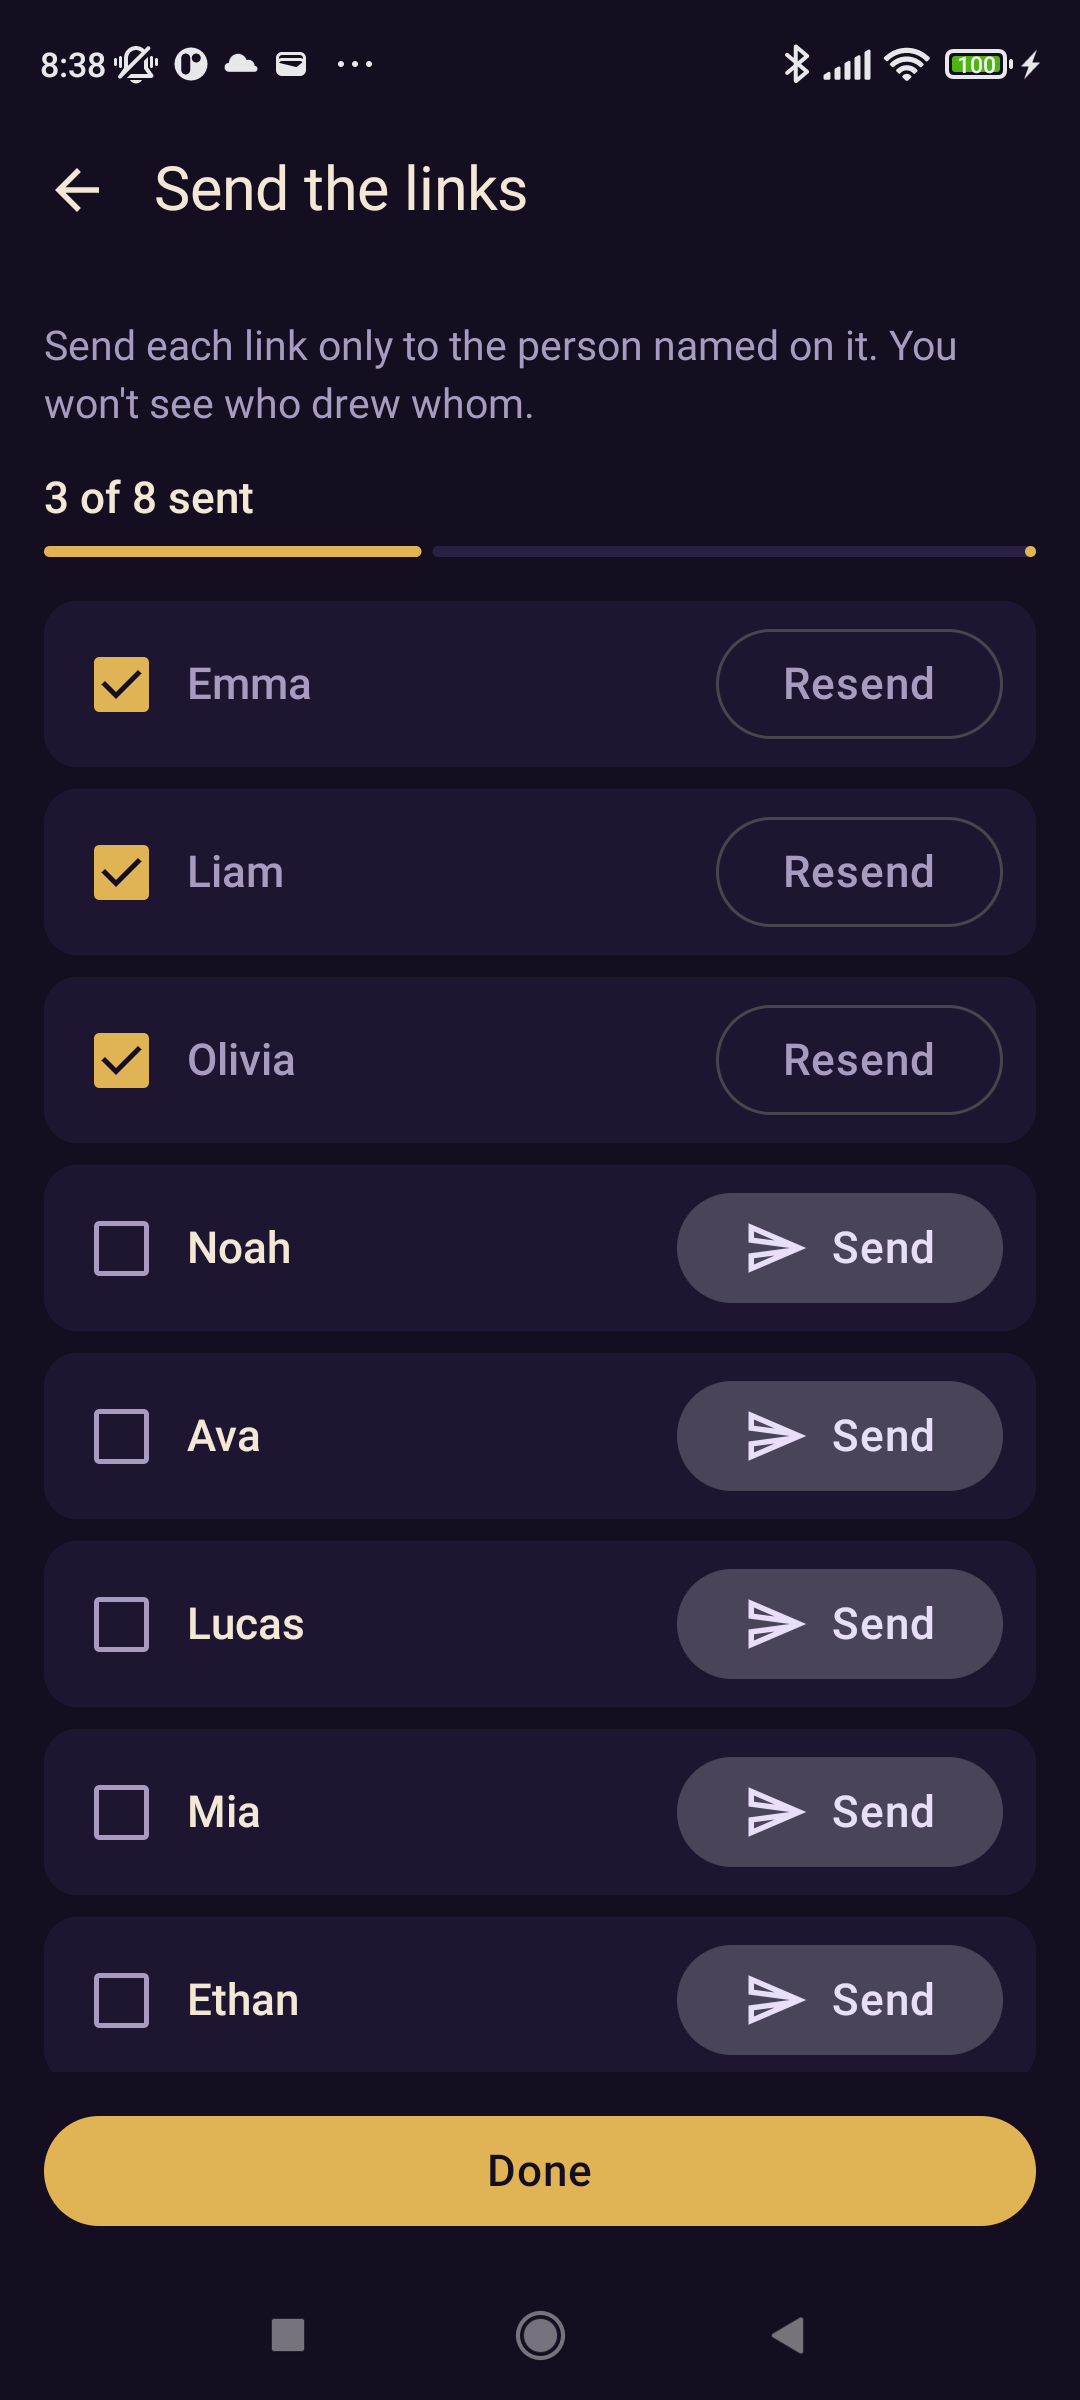 8:38
100
Send the links
Send each link only to the person named on it. You
won't see who drew whom.
3 of 8 sent
Emma Resend
Liam Resend
Olivia Resend
Noah Send
Ava Send
Lucas Send
Mia Send
Ethan Send
Done